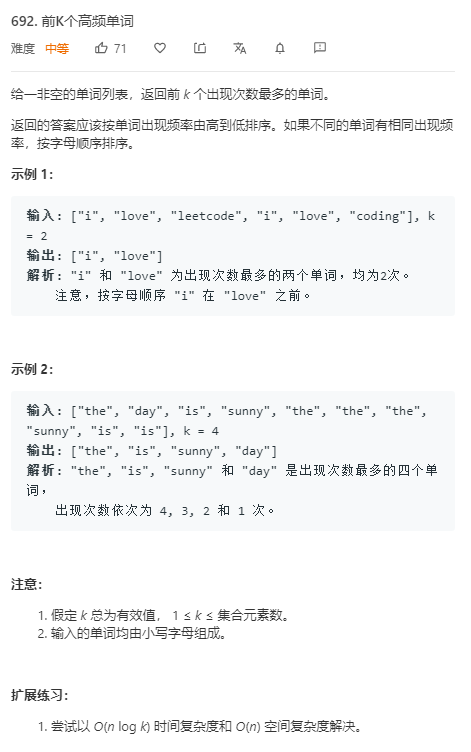 692. 前K个高频单词
难度 中等 71
给一非空的单词列表，返回前 k 个出现次数最多的单词。
返回的答案应该按单词出现频率由高到低排序。如果不同的单词有相同出现频
率，按字母顺序排序。
示例 1：
输入: ["i", "love", "leetcode", "i", "love", "coding"], k
= 2
输出: ["i", "love"]
解析: "i" 和 "love" 为出现次数最多的两个单词，均为2次。
注意，按字母顺序 "i" 在 "love" 之前。
示例 2：
输入: ["the", "day", "is", "sunny", "the", "the", "the",
"sunny", "is", "is"], k = 4
输出: ["the", "is", "sunny", "day"]
解析: "the", "is", "sunny" 和 "day" 是出现次数最多的四个单
词，
出现次数依次为 4, 3, 2 和 1 次。
注意：
1. 假定 k 总为有效值， 1 ≤ k ≤ 集合元素数。
2. 输入的单词均由小写字母组成。
扩展练习：
1. 尝试以 O(n log k) 时间复杂度和 O(n) 空间复杂度解决。